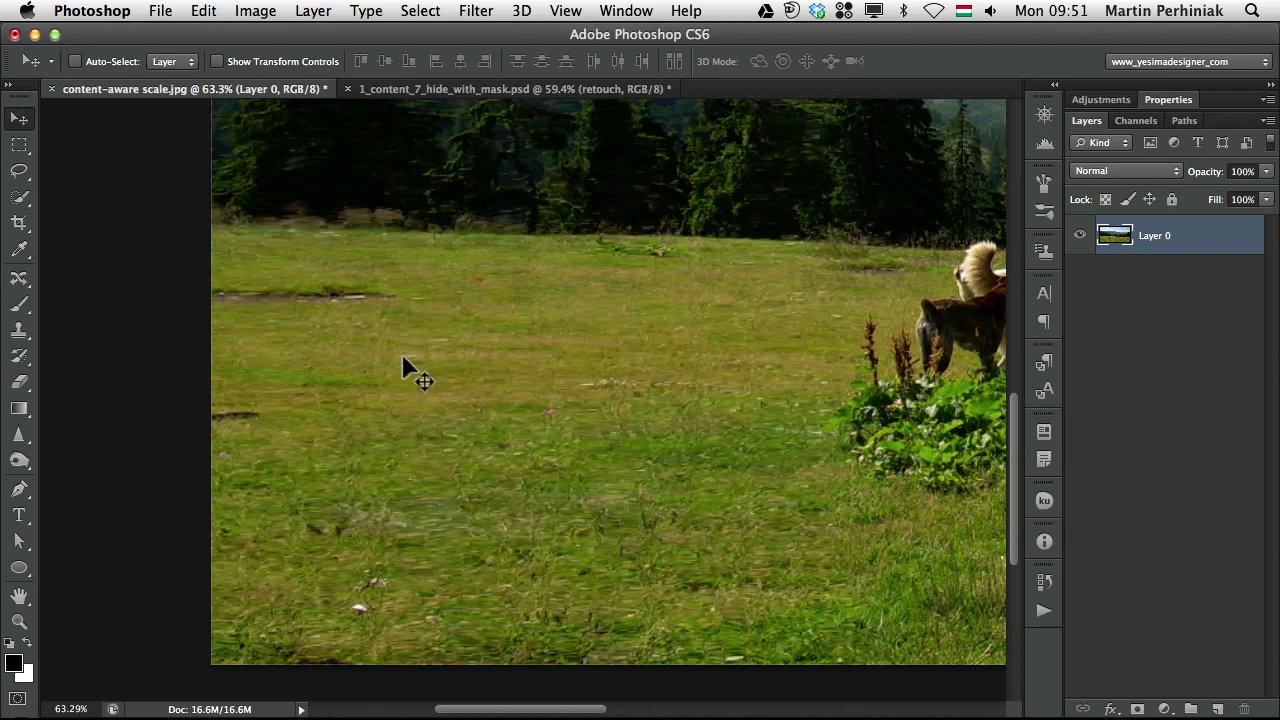 Photoshop File Edit Image Layer Type Select Filter 3D View Window Help Mon 09:51 Martin Perhiniak
Adobe Photoshop CS6
Auto-Select: Layer Show Transform Controls 3D Mode: www_yesimadesigner_com
× content-aware scale.jpg @ 63.3% (Layer 0, RGB/8) * × 1_content_7_hide_with_mask.psd @ 59.4% (retouch, RGB/8) *
Adjustments Properties
Layers Channels Paths
Kind T
Normal Opacity: 100%
Lock: Fill: 100%
Layer 0
A
T
ku
63.29% Doc: 16.6M/16.6M
fx